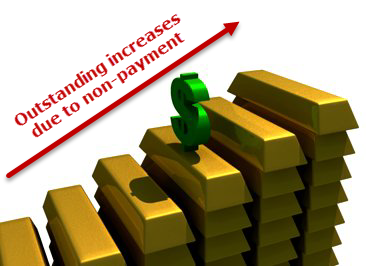 Outstanding increases
due to non-payment
$